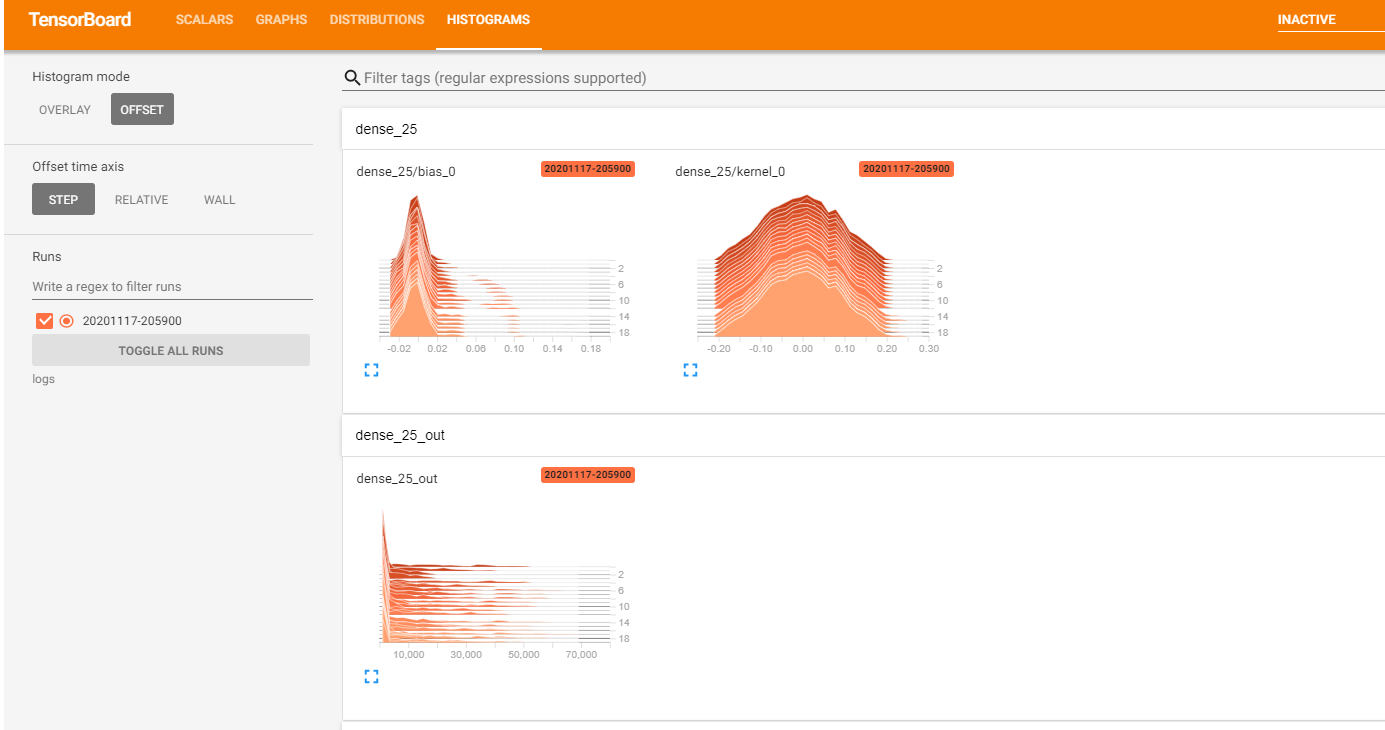 TensorBoard SCALARS GRAPHS DISTRIBUTIONS HISTOGRAMS INACTIVE
Histogram mode
OVERLAY OFFSET
Offset time axis
STEP RELATIVE WALL
Runs
Write a regex to filter runs
20201117-205900
TOGGLE ALL RUNS
logs
Filter tags (regular expressions supported)
dense_25
dense_25/bias_0 20201117-205900
2
6
10
14
18
-0.02 0.02 0.06 0.10 0.14 0.18
dense_25/kernel_0 20201117-205900
2
6
10
14
18
-0.20 -0.10 0.00 0.10 0.20 0.30
dense_25_out
dense_25_out 20201117-205900
2
6
10
14
18
10,000 30,000 50,000 70,000